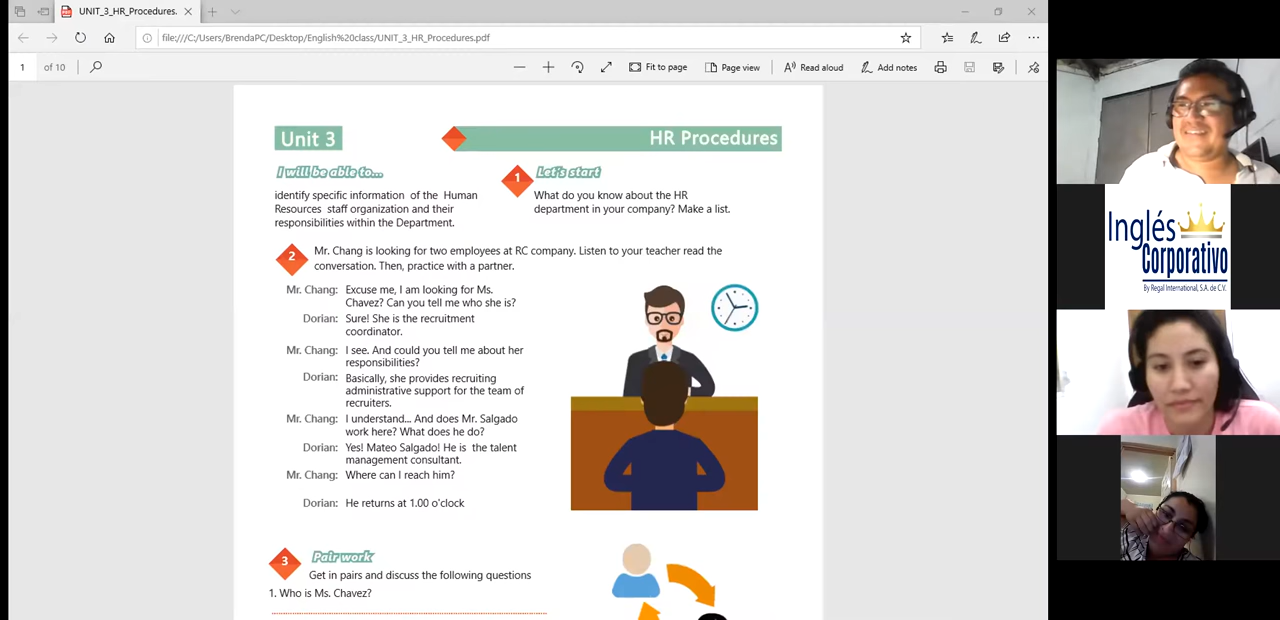 UNIT_3_HR_Procedures.
file:///C:/Users/BrendaPC/Desktop/English%20class/UNIT_3_HR_Procedures.pdf
1 of 10 Fit to page Page view Read aloud Add notes
Unit 3
HR Procedures
I will be able to...
identify specific information of the Human
Resources staff organization and their
responsibilities within the Department.
1 Let's start
What do you know about the HR
department in your company? Make a list.
2 Mr. Chang is looking for two employees at RC company. Listen to your teacher read the
conversation. Then, practice with a partner.
Mr. Chang: Excuse me, I am looking for Ms.
Chavez? Can you tell me who she is?
Dorian: Sure! She is the recruitment
coordinator.
Mr. Chang: I see. And could you tell me about her
responsibilities?
Dorian: Basically, she provides recruiting
administrative support for the team of
recruiters.
Mr. Chang: I understand... And does Mr. Salgado
work here? What does he do?
Dorian: Yes! Mateo Salgado! He is the talent
management consultant.
Mr. Chang: Where can I reach him?
Dorian: He returns at 1.00 o'clock
3 Pair work
Get in pairs and discuss the following questions
1. Who is Ms. Chavez?
Inglés
Corporativo
By Regal International, S.A. de C.V.